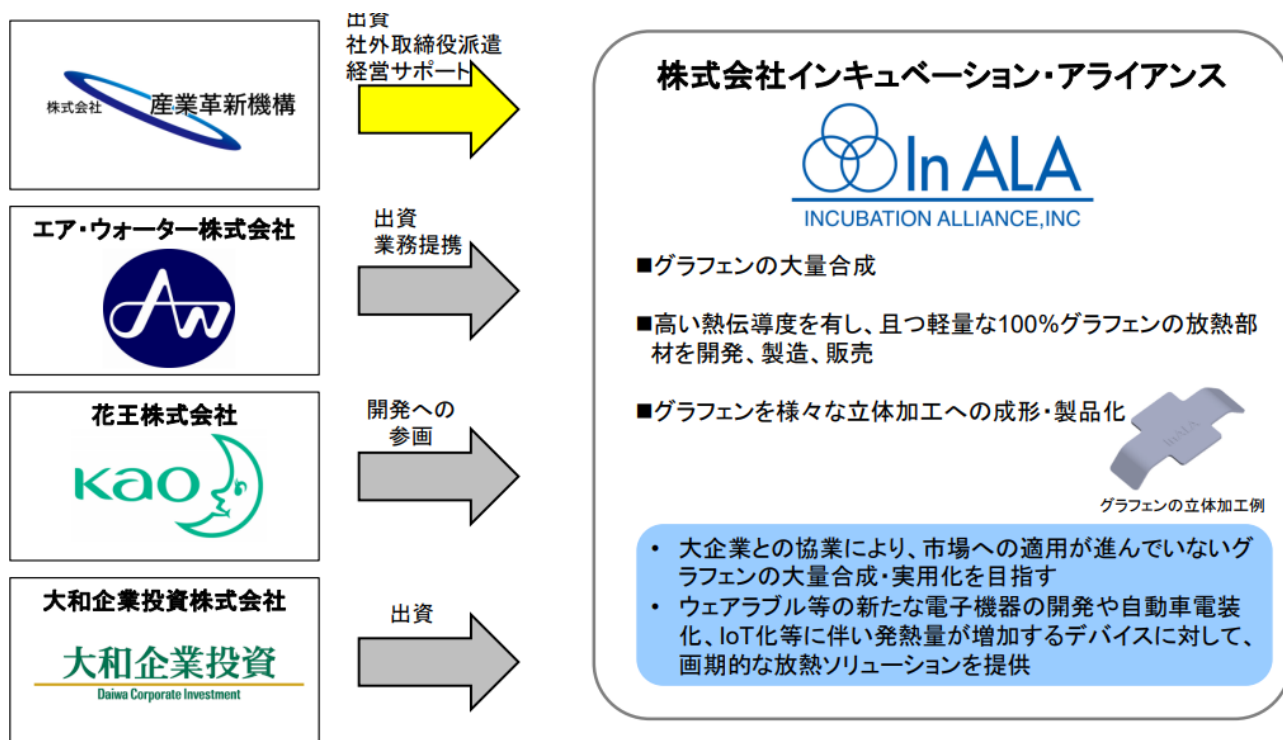 出資
社外取締役派遣
経営サポート
株式会社 産業革新機構
エア・ウォーター株式会社
AW
出資
業務提携
花王株式会社
kao
開発への
参画
大和企業投資株式会社
大和企業投資
Daiwa Corporate Investment
出資
株式会社インキュベーション・アライアンス
In ALA
INCUBATION ALLIANCE,INC
■グラフェンの大量合成
■高い熱伝導度を有し、且つ軽量な100%グラフェンの放熱部
材を開発、製造、販売
■グラフェンを様々な立体加工への成形・製品化
InALA
グラフェンの立体加工例
• 大企業との協業により、市場への適用が進んでいないグ
ラフェンの大量合成・実用化を目指す
• ウェアラブル等の新たな電子機器の開発や自動車電装
化、IoT化等に伴い発熱量が増加するデバイスに対して、
画期的な放熱ソリューションを提供